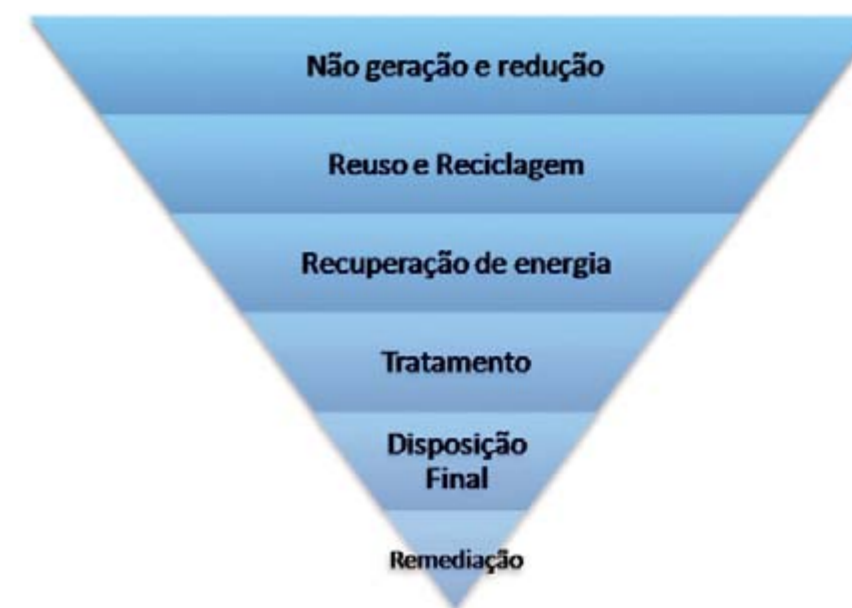 Não geração e redução
Reuso e Reciclagem
Recuperação de energia
Tratamento
Disposição
Final
Remediação